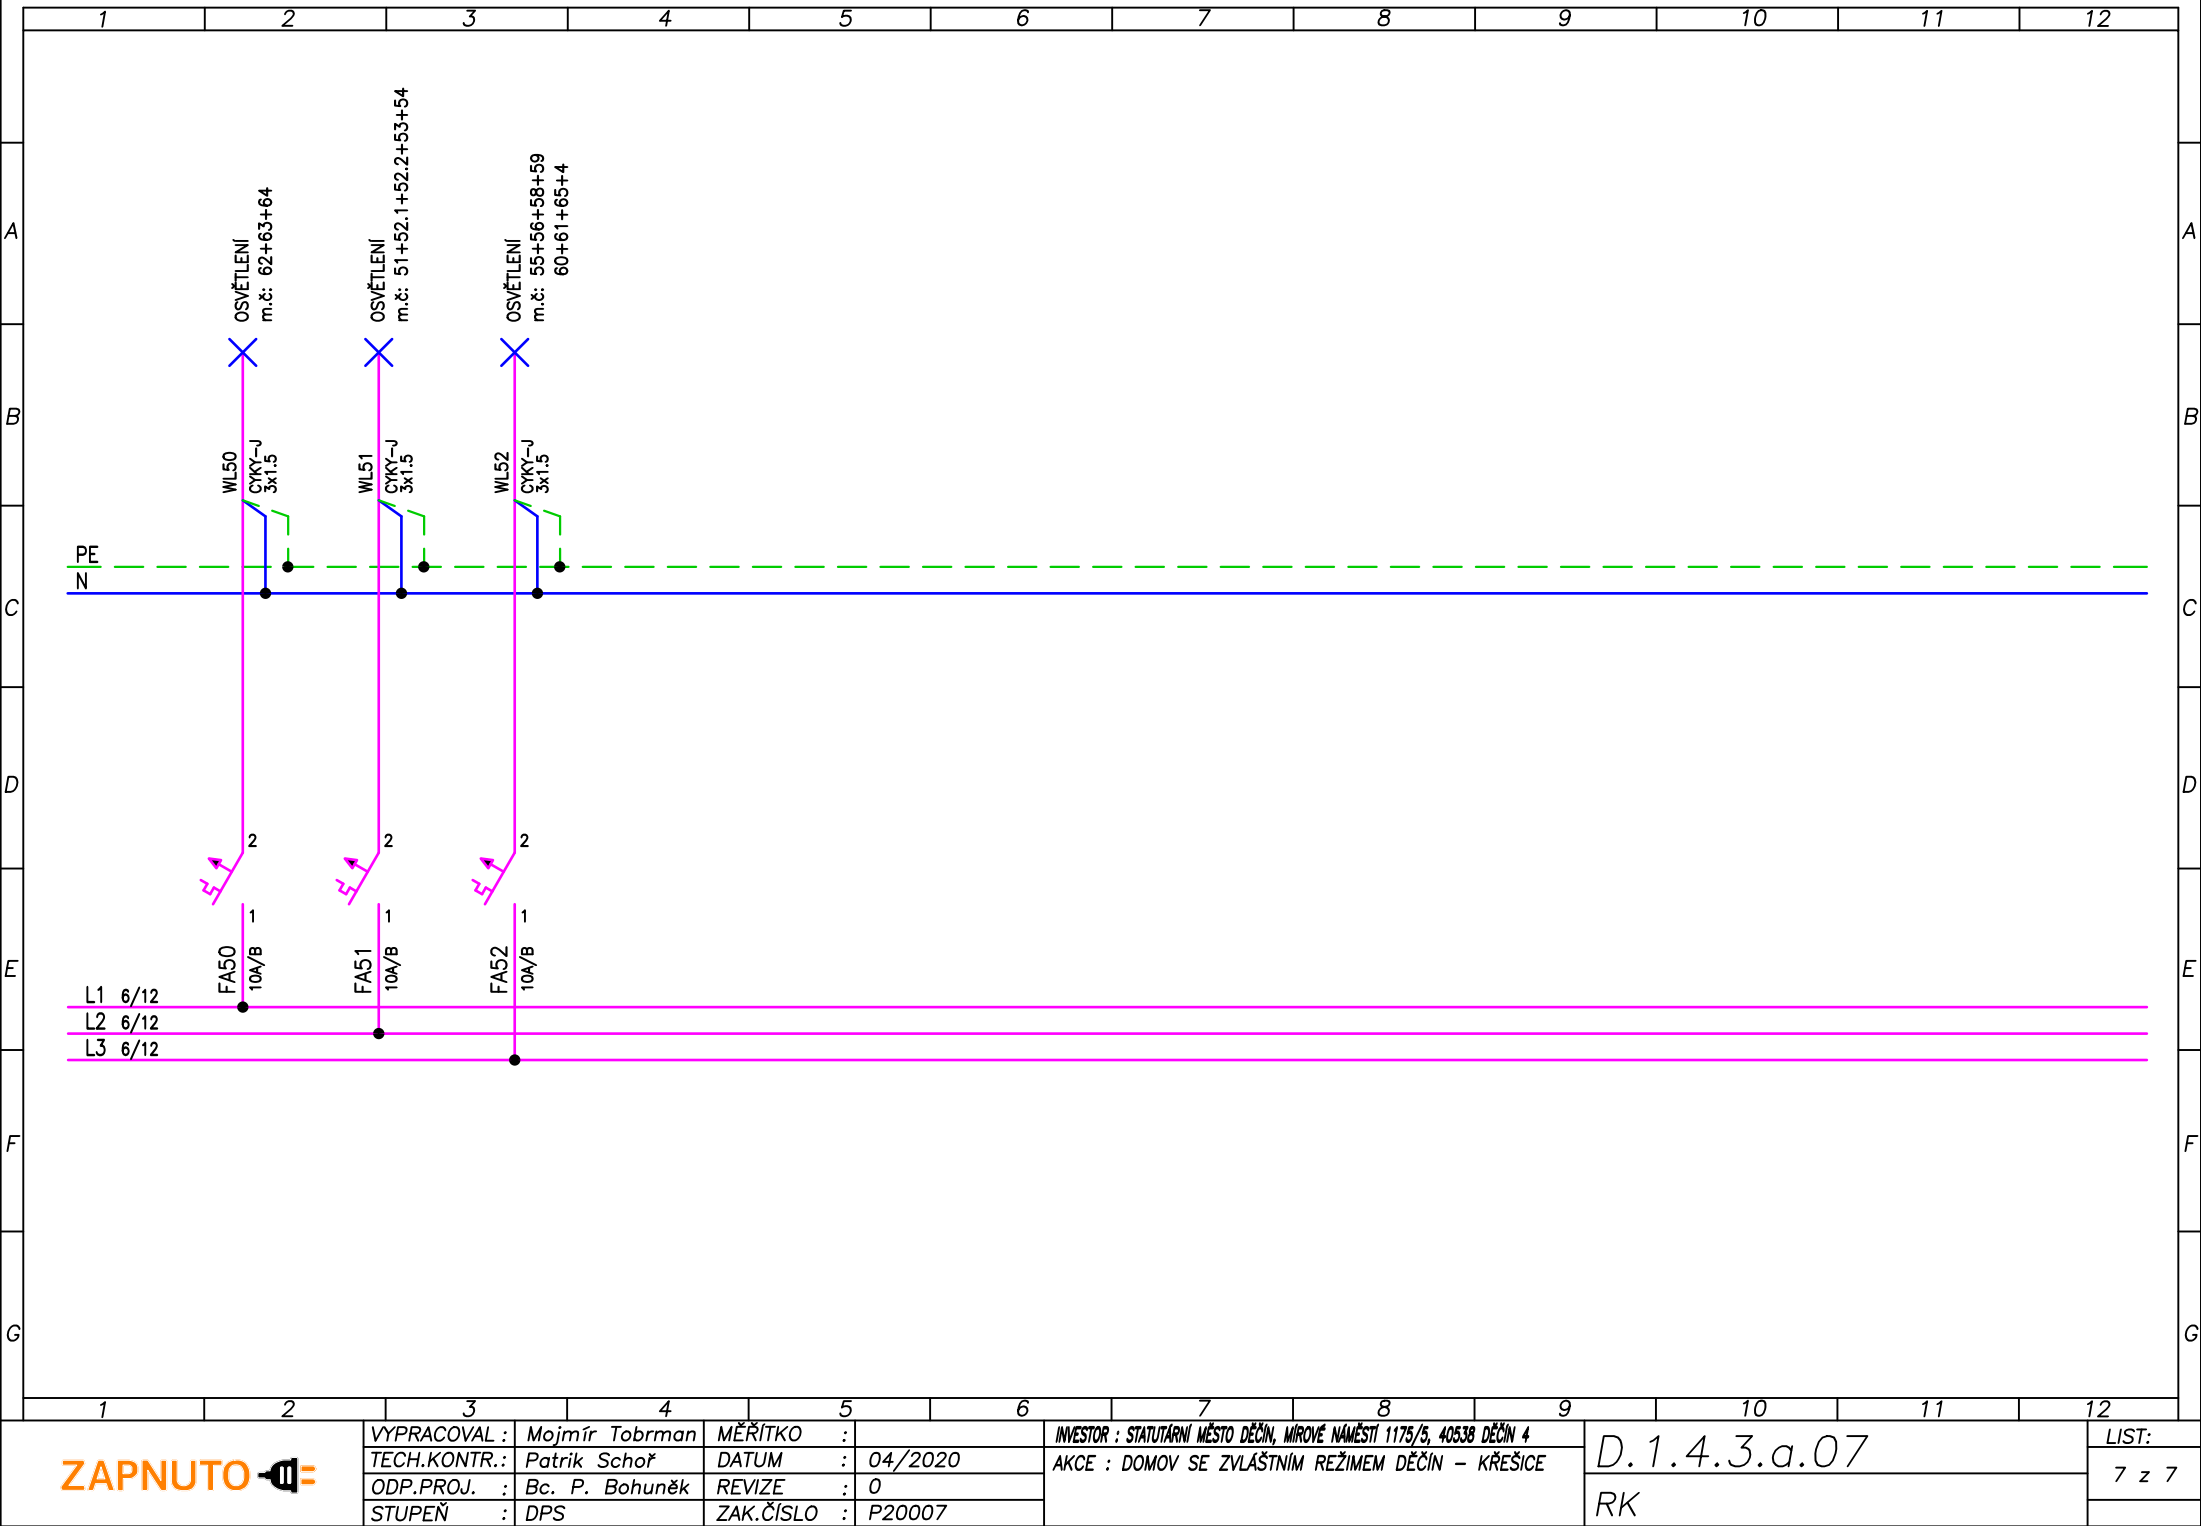 1 2 3 4 5 6 7 8 9 10 11 12
A A
B B
C C
D D
E E
F F
G G
OSVĚTLENÍ
m.č: 62+63+64
OSVĚTLENÍ
m.č: 51+52.1+52.2+53+54
OSVĚTLENÍ
m.č: 55+56+58+59
60+61+65+4
WL50
CYKY-J
3x1.5
WL51
CYKY-J
3x1.5
WL52
CYKY-J
3x1.5
PE
N
2
1
FA50
10A/B
2
1
FA51
10A/B
2
1
FA52
10A/B
L1 6/12
L2 6/12
L3 6/12
1 2 3 4 5 6 7 8 9 10 11 12
ZAPNUTO
VYPRACOVAL : Mojmír Tobrman
TECH.KONTR.: Patrik Schoř
ODP.PROJ. : Bc. P. Bohuněk
STUPEŇ : DPS
MĚŘÍTKO :
DATUM : 04/2020
REVIZE : 0
ZAK.ČÍSLO : P20007
INVESTOR : STATUTÁRNÍ MĚSTO DĚČÍN, MÍROVÉ NÁMĚSTÍ 1175/5, 40538 DĚČÍN 4
AKCE : DOMOV SE ZVLÁŠTNÍM REŽIMEM DĚČÍN – KŘEŠICE
D.1.4.3.a.07
RK
LIST:
7 z 7